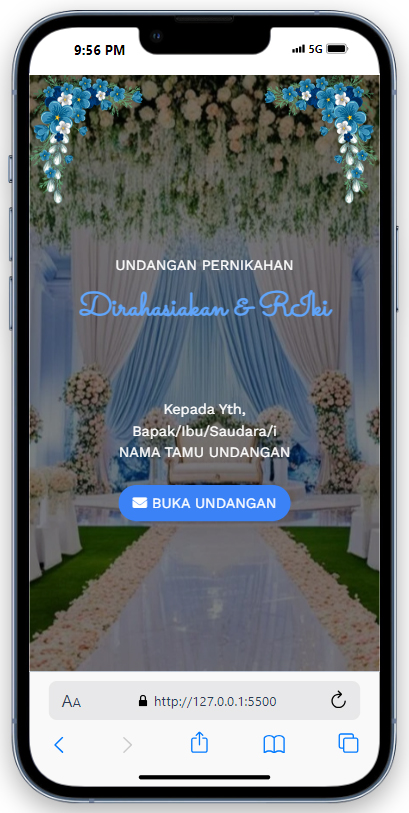 9:56 PM
5G
UNDANGAN PERNIKAHAN
Dirahasiakan & RIki
Kepada Yth,
Bapak/Ibu/Saudara/i
NAMA TAMU UNDANGAN
BUKA UNDANGAN
AA
http://127.0.0.1:5500